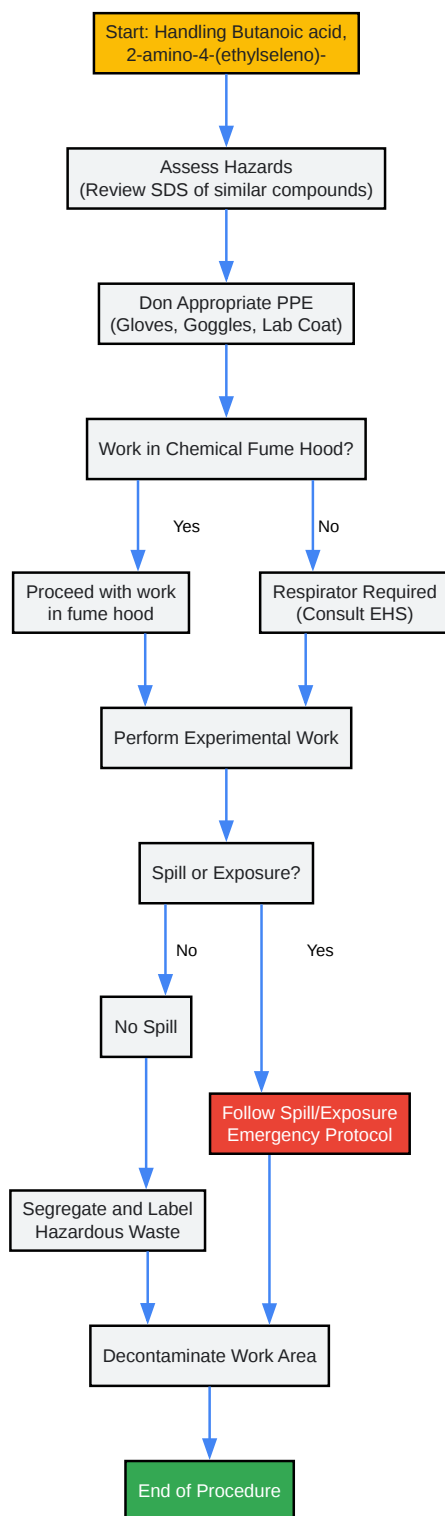 Start: Handling Butanoic acid,
2-amino-4-(ethylseleno)-
Assess Hazards
(Review SDS of similar compounds)
Don Appropriate PPE
(Gloves, Goggles, Lab Coat)
Work in Chemical Fume Hood?
Yes
No
Proceed with work
in fume hood
Respirator Required
(Consult EHS)
Perform Experimental Work
Spill or Exposure?
No
Yes
No Spill
Follow Spill/Exposure
Emergency Protocol
Segregate and Label
Hazardous Waste
Decontaminate Work Area
End of Procedure